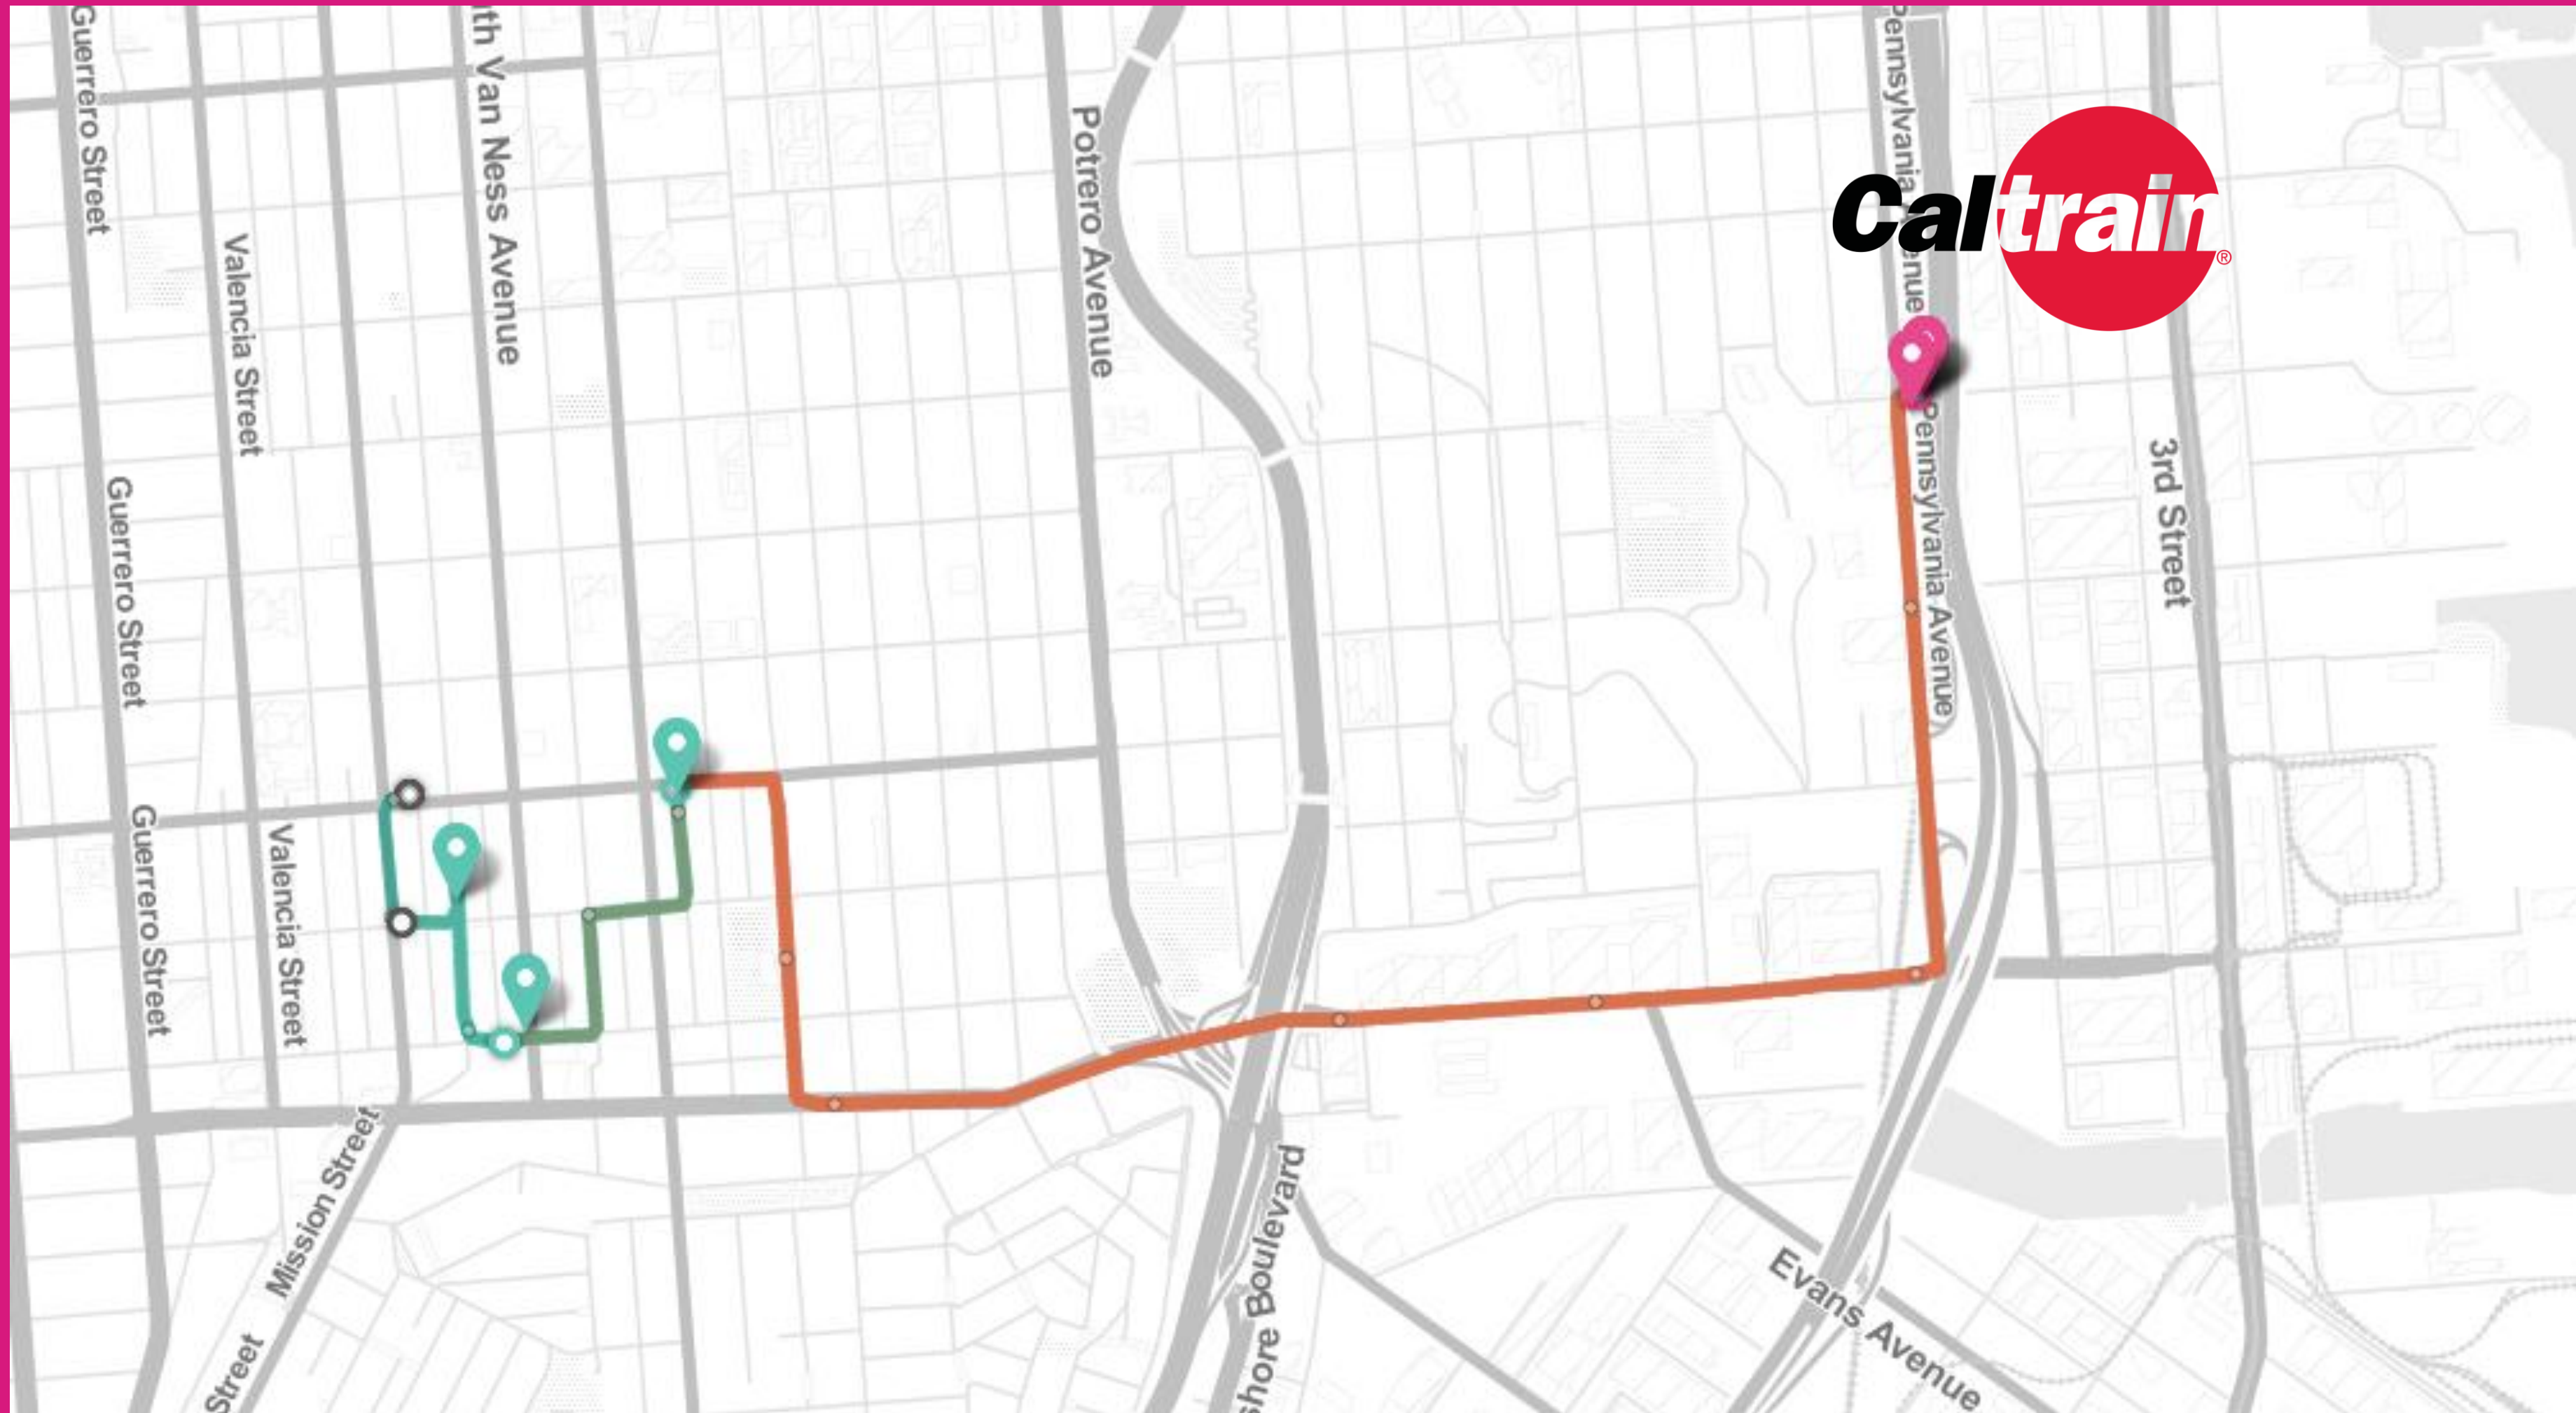 Guerrero Street
th Van Ness Avenue
Pennsylvania Avenue
Potrero Avenue
Caltrain®
Valencia Street
Pennsylvania Avenue
3rd Street
Guerrero Street
Guerrero Street
Valencia Street
Mission Street
Street
shore Boulevard
Evans Avenue